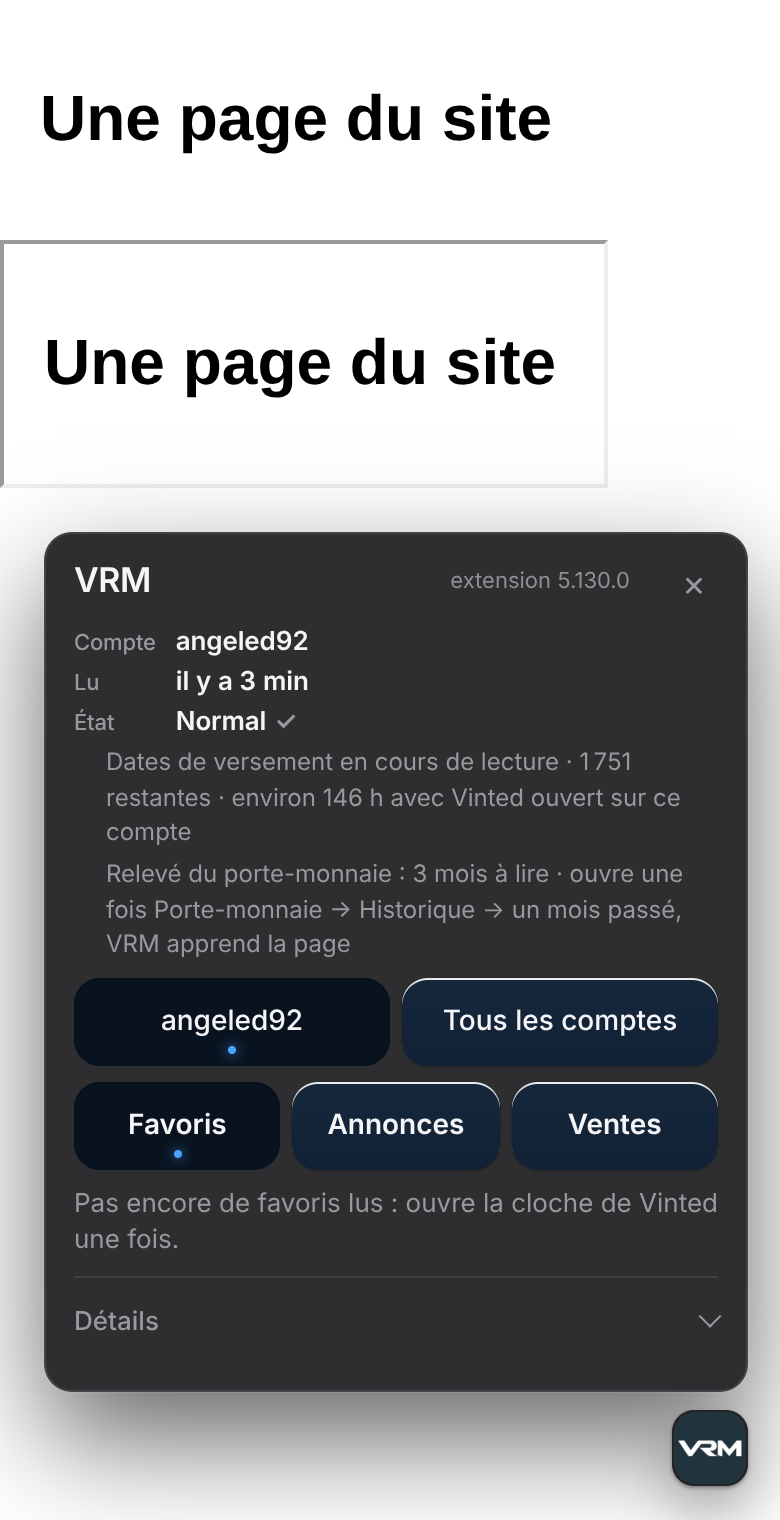 Une page du site
Une page du site
VRM extension 5.130.0 ×
Compte angeled92
Lu il y a 3 min
État Normal ✓
Dates de versement en cours de lecture · 1 751
restantes · environ 146 h avec Vinted ouvert sur ce
compte
Relevé du porte-monnaie : 3 mois à lire · ouvre une
fois Porte-monnaie → Historique → un mois passé,
VRM apprend la page
angeled92 Tous les comptes
Favoris Annonces Ventes
Pas encore de favoris lus : ouvre la cloche de Vinted
une fois.
Détails
VRM